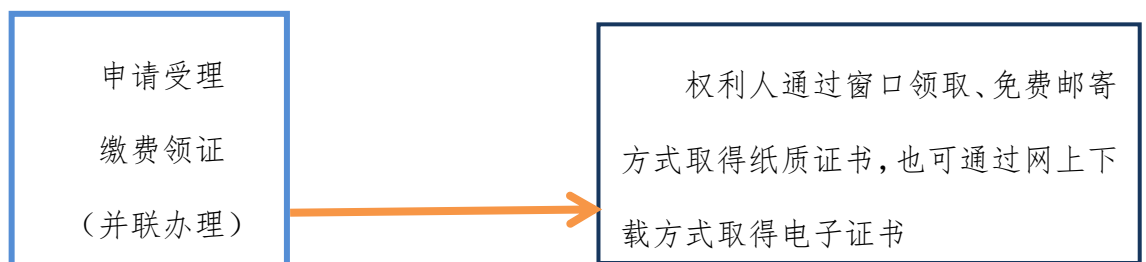 申请受理
缴费领证
（并联办理）
权利人通过窗口领取、免费邮寄
方式取得纸质证书,也可通过网上下
载方式取得电子证书